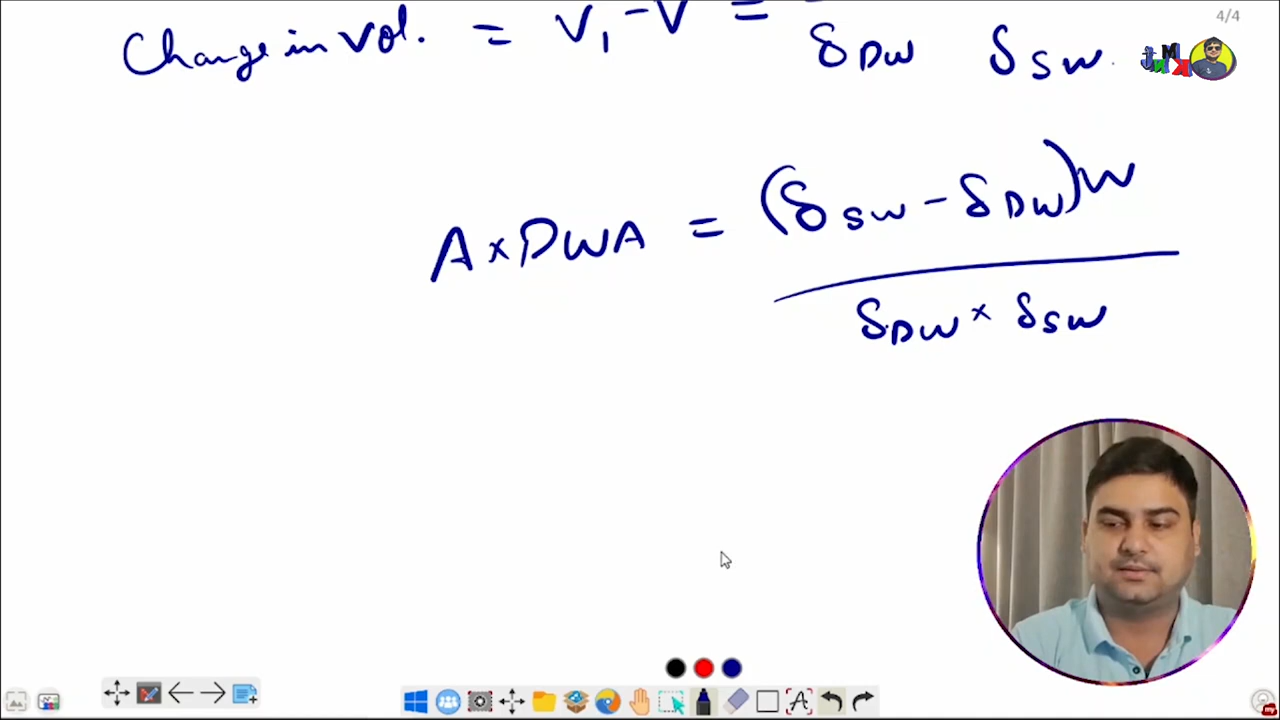 4/4
Change in Vol. = V₁ - V =
δDW δSW.
A × DWA = (δSW - δDW)W
δDW × δSW